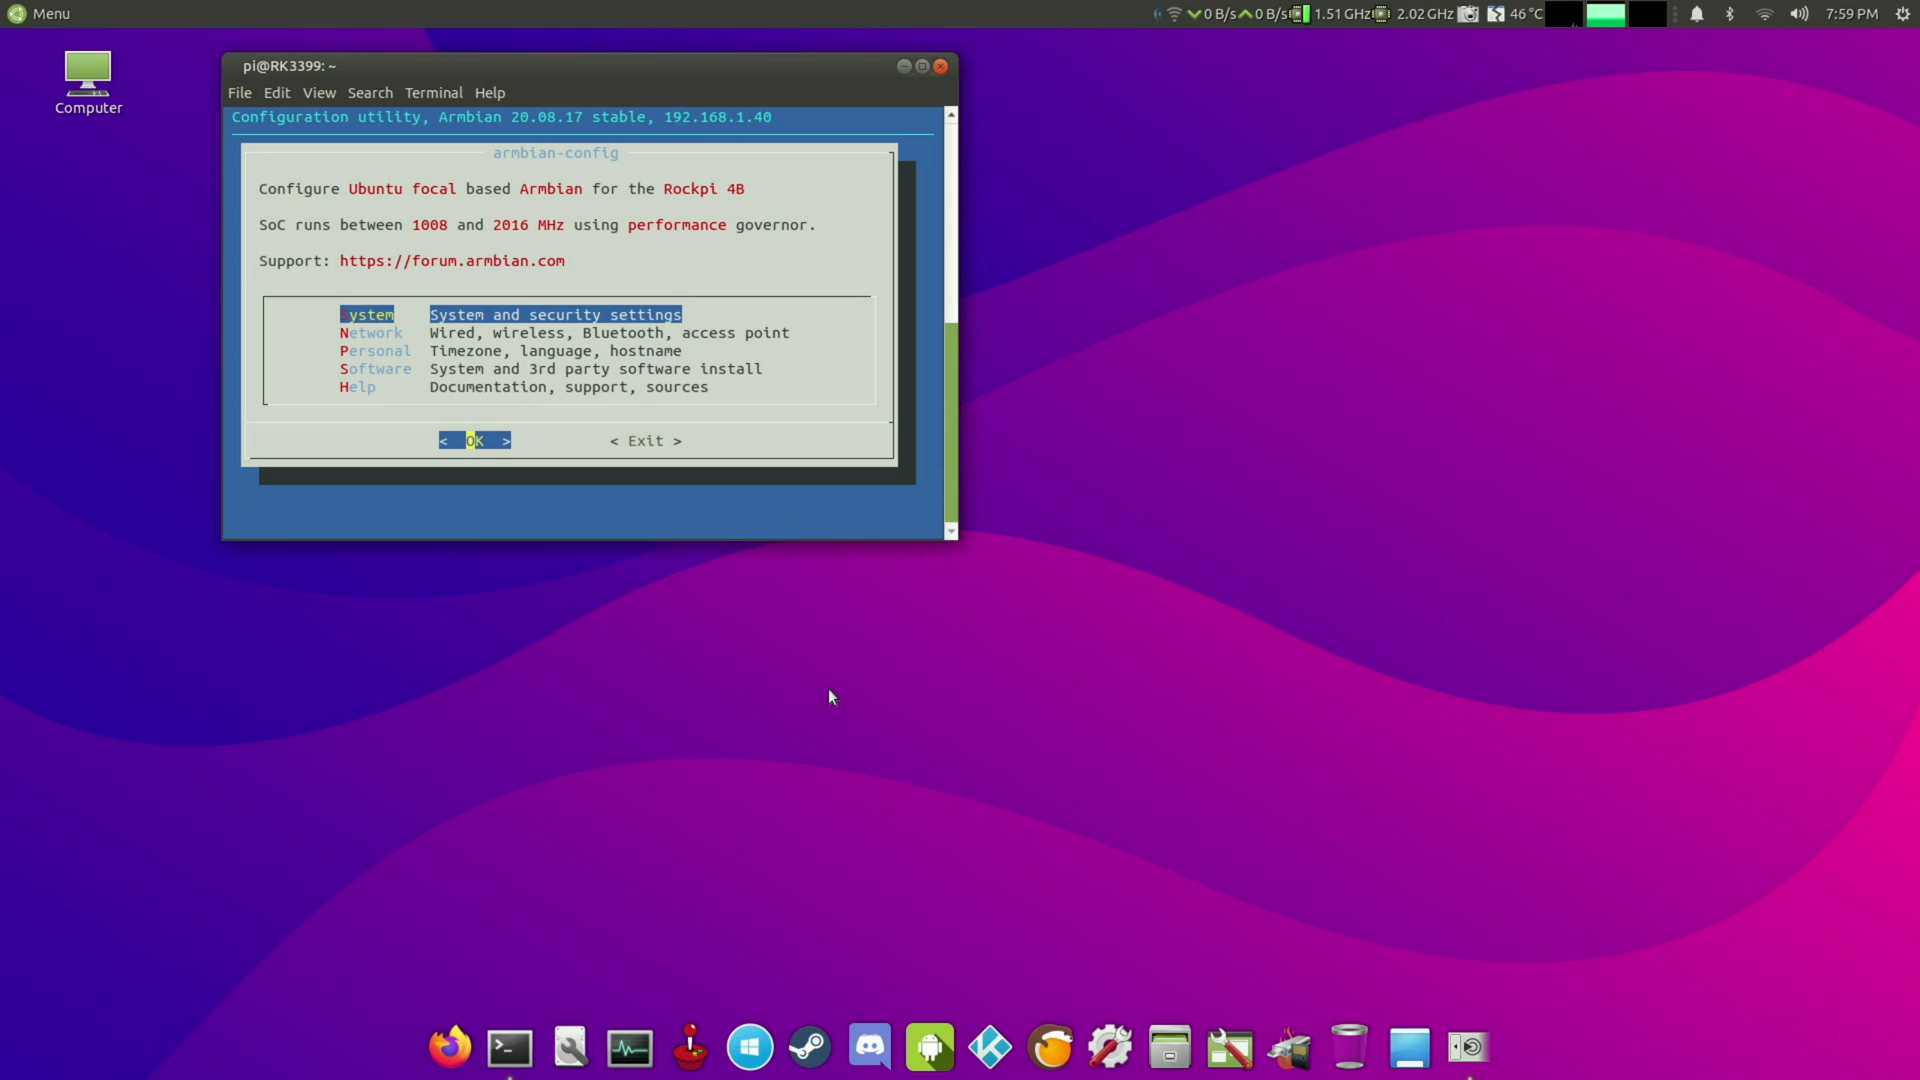 Menu
0 B/s 0 B/s 1.51 GHz 2.02 GHz 46 °C 7:59 PM
Computer
pi@RK3399: ~
File Edit View Search Terminal Help
Configuration utility, Armbian 20.08.17 stable, 192.168.1.40
armbian-config
Configure Ubuntu focal based Armbian for the Rockpi 4B
SoC runs between 1008 and 2016 MHz using performance governor.
Support: https://forum.armbian.com
System System and security settings
Network Wired, wireless, Bluetooth, access point
Personal Timezone, language, hostname
Software System and 3rd party software install
Help Documentation, support, sources
< OK > < Exit >